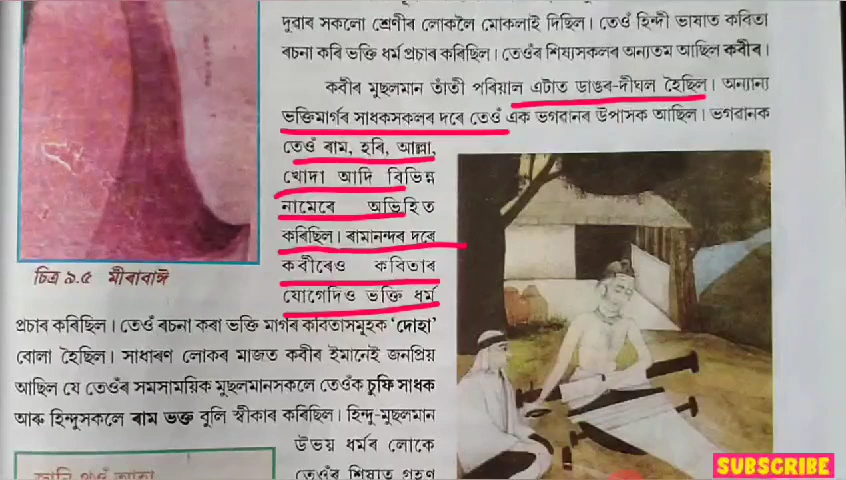 দুৱাৰ সকলো শ্ৰেণীৰ লোকলৈ মোকলাই দিছিল। তেওঁ হিন্দী ভাষাত কবিতা
ৰচনা কৰি ভক্তি ধৰ্ম প্ৰচাৰ কৰিছিল। তেওঁৰ শিষ্যসকলৰ অন্যতম আছিল কবীৰ।
কবীৰ মুছলমান তাঁতী পৰিয়াল এটাত ডাঙৰ-দীঘল হৈছিল। অন্যান্য
ভক্তিমাৰ্গৰ সাধকসকলৰ দৰে তেওঁ এক ভগৱানৰ উপাসক আছিল। ভগৱানক
তেওঁ ৰাম, হৰি, আল্লা,
খোদা আদি বিভিন্ন
নামেৰে অভিহিত
কৰিছিল। ৰামানন্দৰ দৰে
কবীৰেও কবিতাৰ
যোগেদিও ভক্তি ধৰ্ম
চিত্ৰ ৯.৫ মীৰাবাঈ
প্ৰচাৰ কৰিছিল। তেওঁ ৰচনা কৰা ভক্তি মাৰ্গৰ কবিতাসমূহক ‘দোহা’
বোলা হৈছিল। সাধাৰণ লোকৰ মাজত কবীৰ ইমানেই জনপ্ৰিয়
আছিল যে তেওঁৰ সমসাময়িক মুছলমানসকলে তেওঁক চুফি সাধক
আৰু হিন্দুসকলে ৰাম ভক্ত বুলি স্বীকাৰ কৰিছিল। হিন্দু-মুছলমান
উভয় ধৰ্মৰ লোকে
তেওঁৰ শিষ্যত গ্ৰহণ
SUBSCRIBE